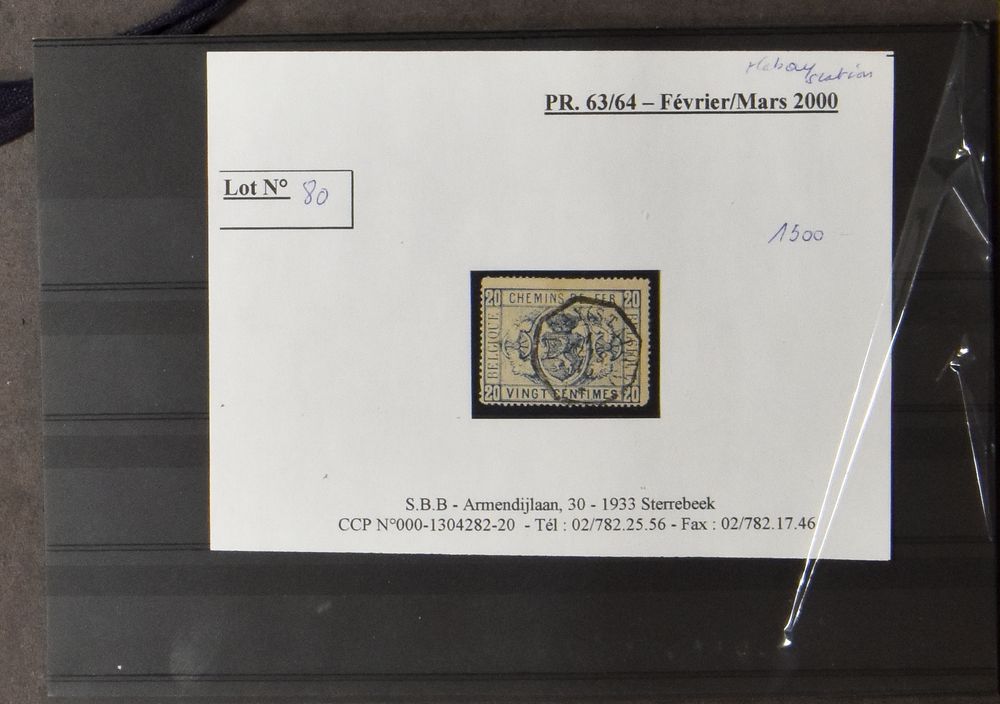 Habay
station
PR. 63/64 – Février/Mars 2000
Lot N° 80
1500
20 CHEMINS DE FER 20
BELGIQUE
20 VINGT CENTIMES 20
S.B.B - Armendijlaan, 30 - 1933 Sterrebeek
CCP N°000-1304282-20 - Tél : 02/782.25.56 - Fax : 02/782.17.46